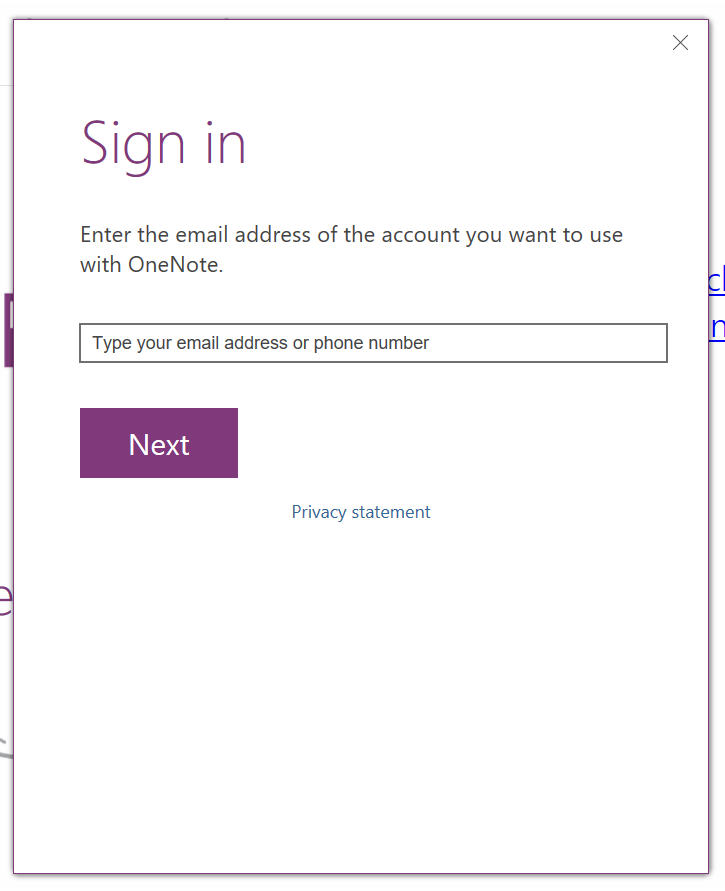 Sign in
Enter the email address of the account you want to use
with OneNote.
Type your email address or phone number
Next
Privacy statement